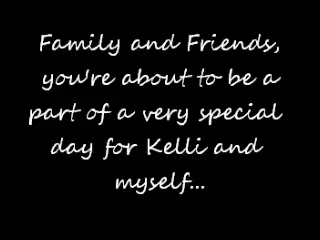 Family and Friends,
you're about to be a
part of a very special
day for Kelli and
myself...